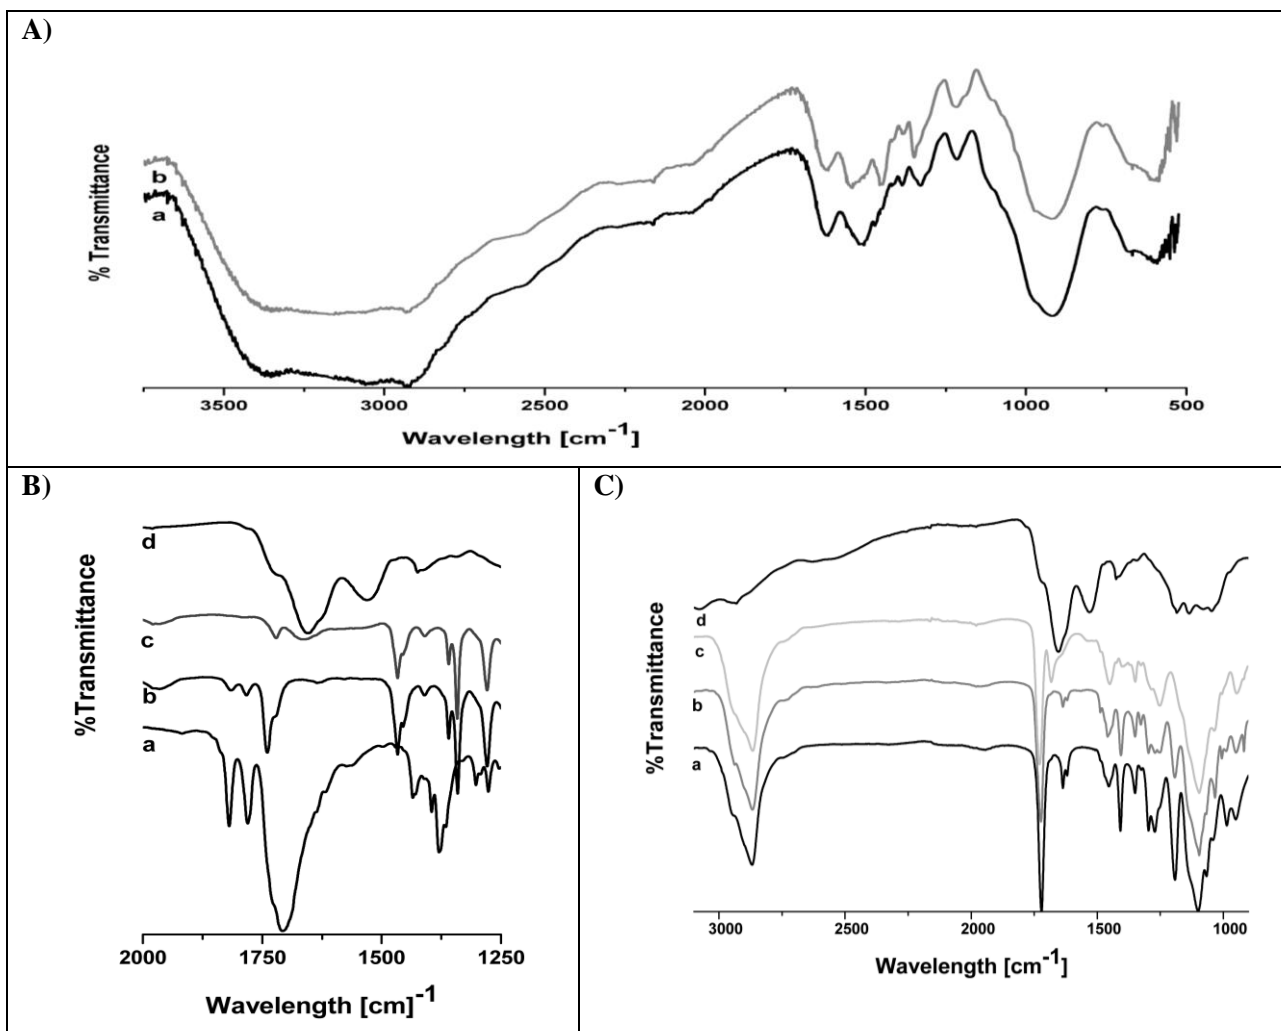 A)
% Transmittance
b
a
3500 3000 2500 2000 1500 1000 500
Wavelength [cm-1]
B)
%Transmittance
d
c
b
a
2000 1750 1500 1250
Wavelength [cm]-1
C)
%Transmittance
d
c
b
a
3000 2500 2000 1500 1000
Wavelength [cm-1]